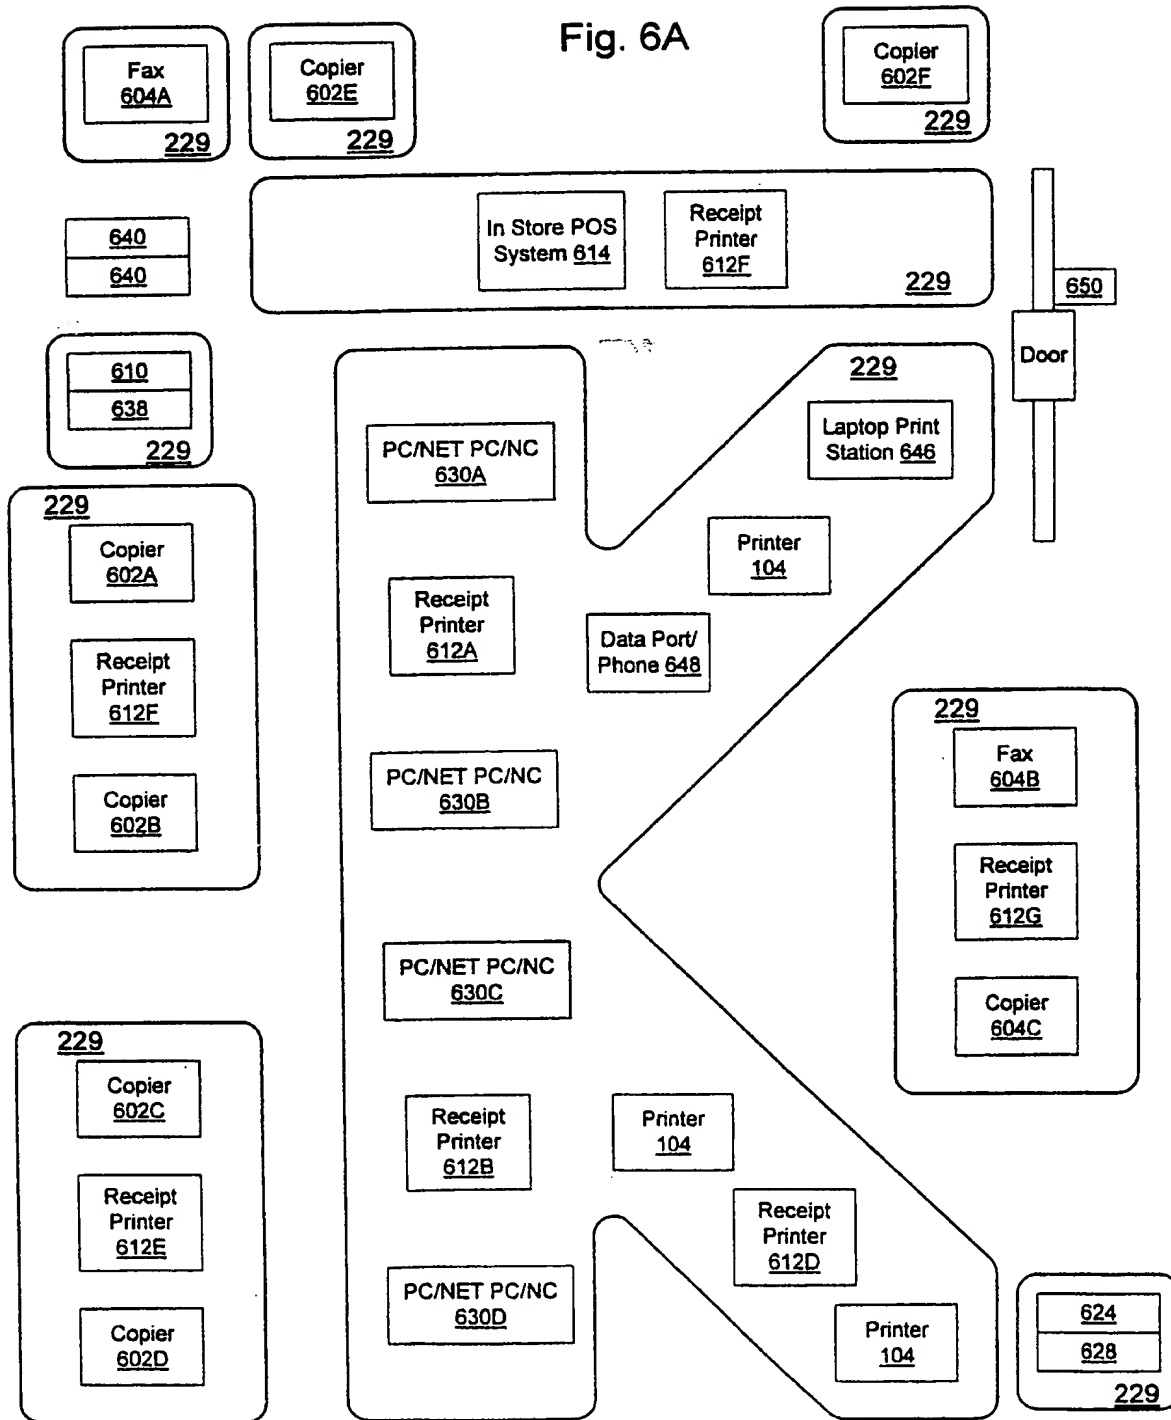 Fig. 6A
Fax
604A
229
Copier
602E
229
Copier
602F
229
640
640
In Store POS
System 614
Receipt
Printer
612F
229
650
Door
610
638
229
229
Copier
602A
Receipt
Printer
612F
Copier
602B
229
Copier
602C
Receipt
Printer
612E
Copier
602D
229
PC/NET PC/NC
630A
Laptop Print
Station 646
Printer
104
Receipt
Printer
612A
Data Port/
Phone 648
PC/NET PC/NC
630B
PC/NET PC/NC
630C
Receipt
Printer
612B
Printer
104
Receipt
Printer
612D
PC/NET PC/NC
630D
Printer
104
229
Fax
604B
Receipt
Printer
612G
Copier
604C
624
628
229